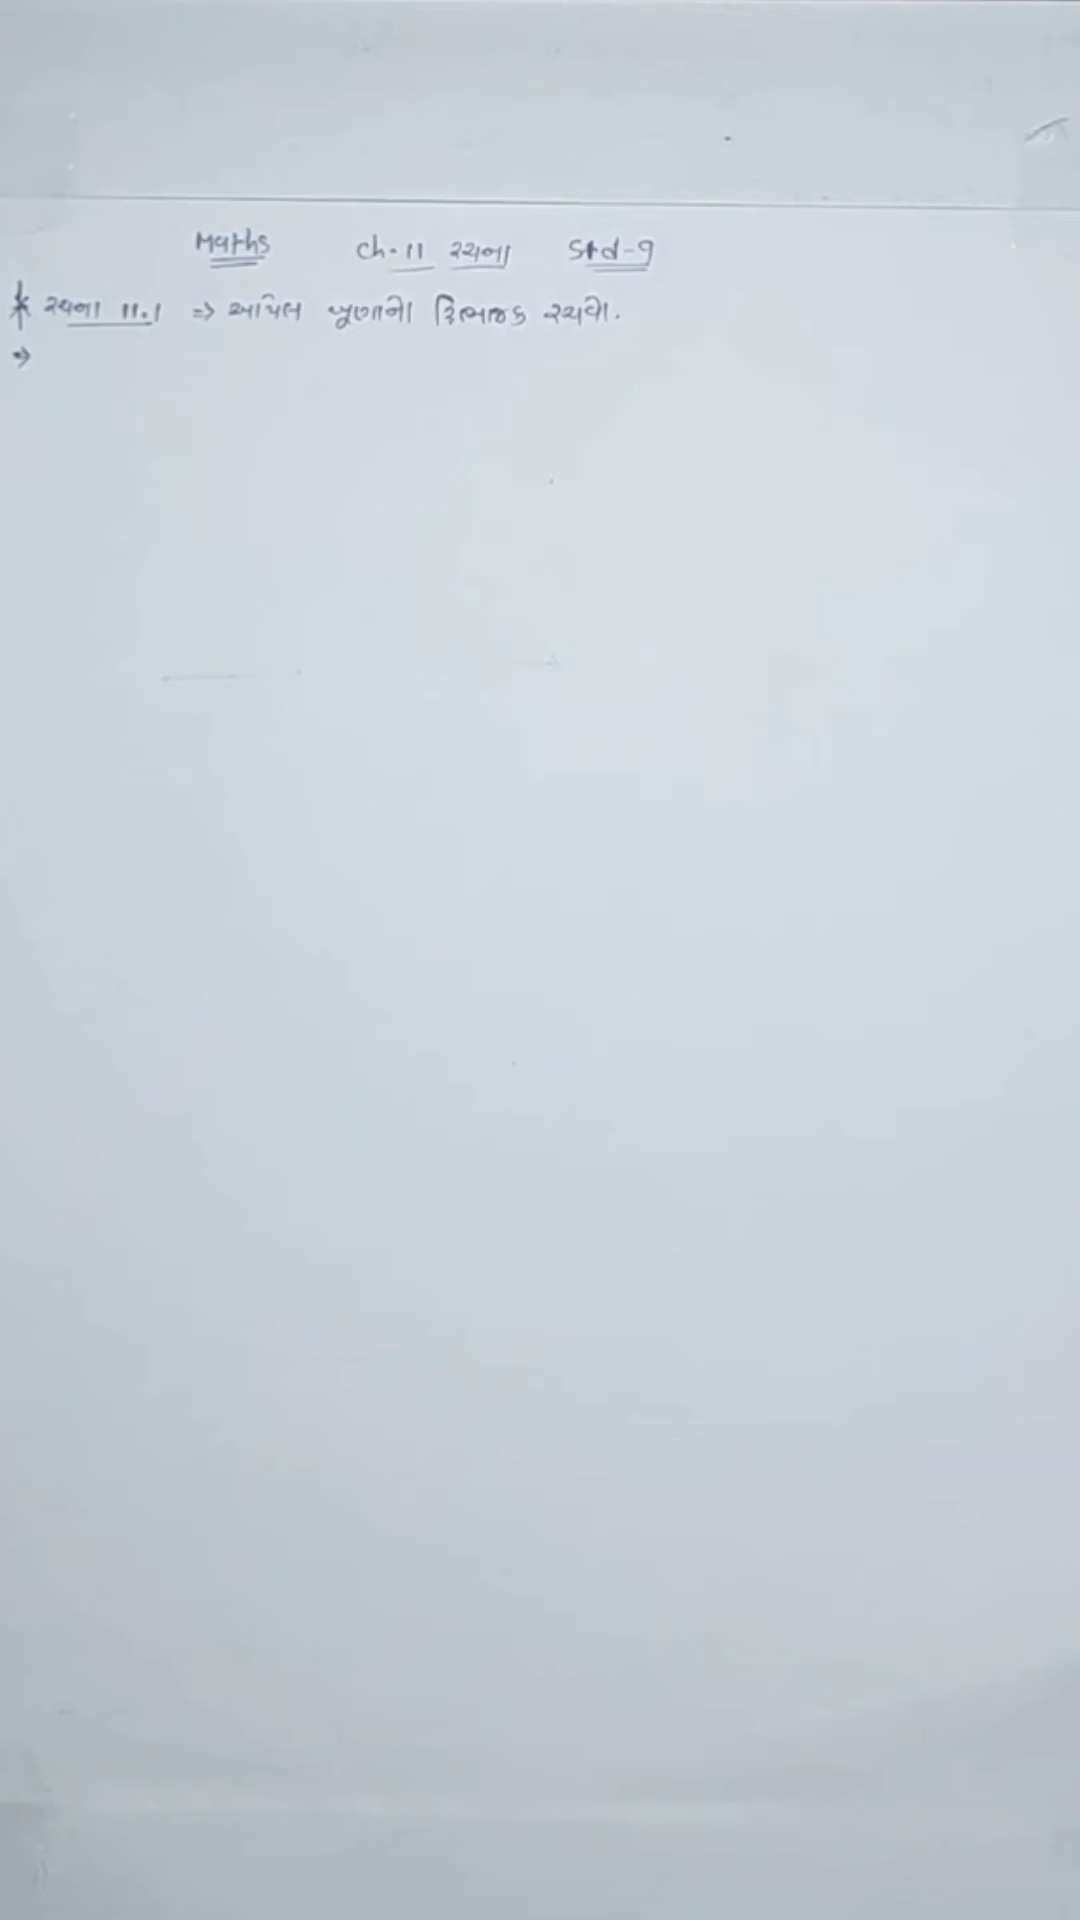 Maths ch-11 રચના Std-9
* રચના 11.1 ⇒ આપેલ ખૂણાનો દ્વિભાજક રચવો.
⇒